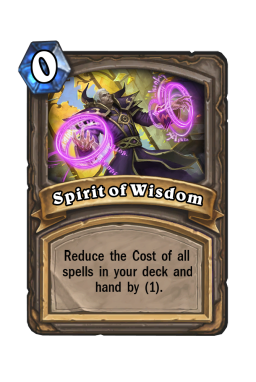 0
Spirit of Wisdom
Reduce the Cost of all
spells in your deck and
hand by (1).